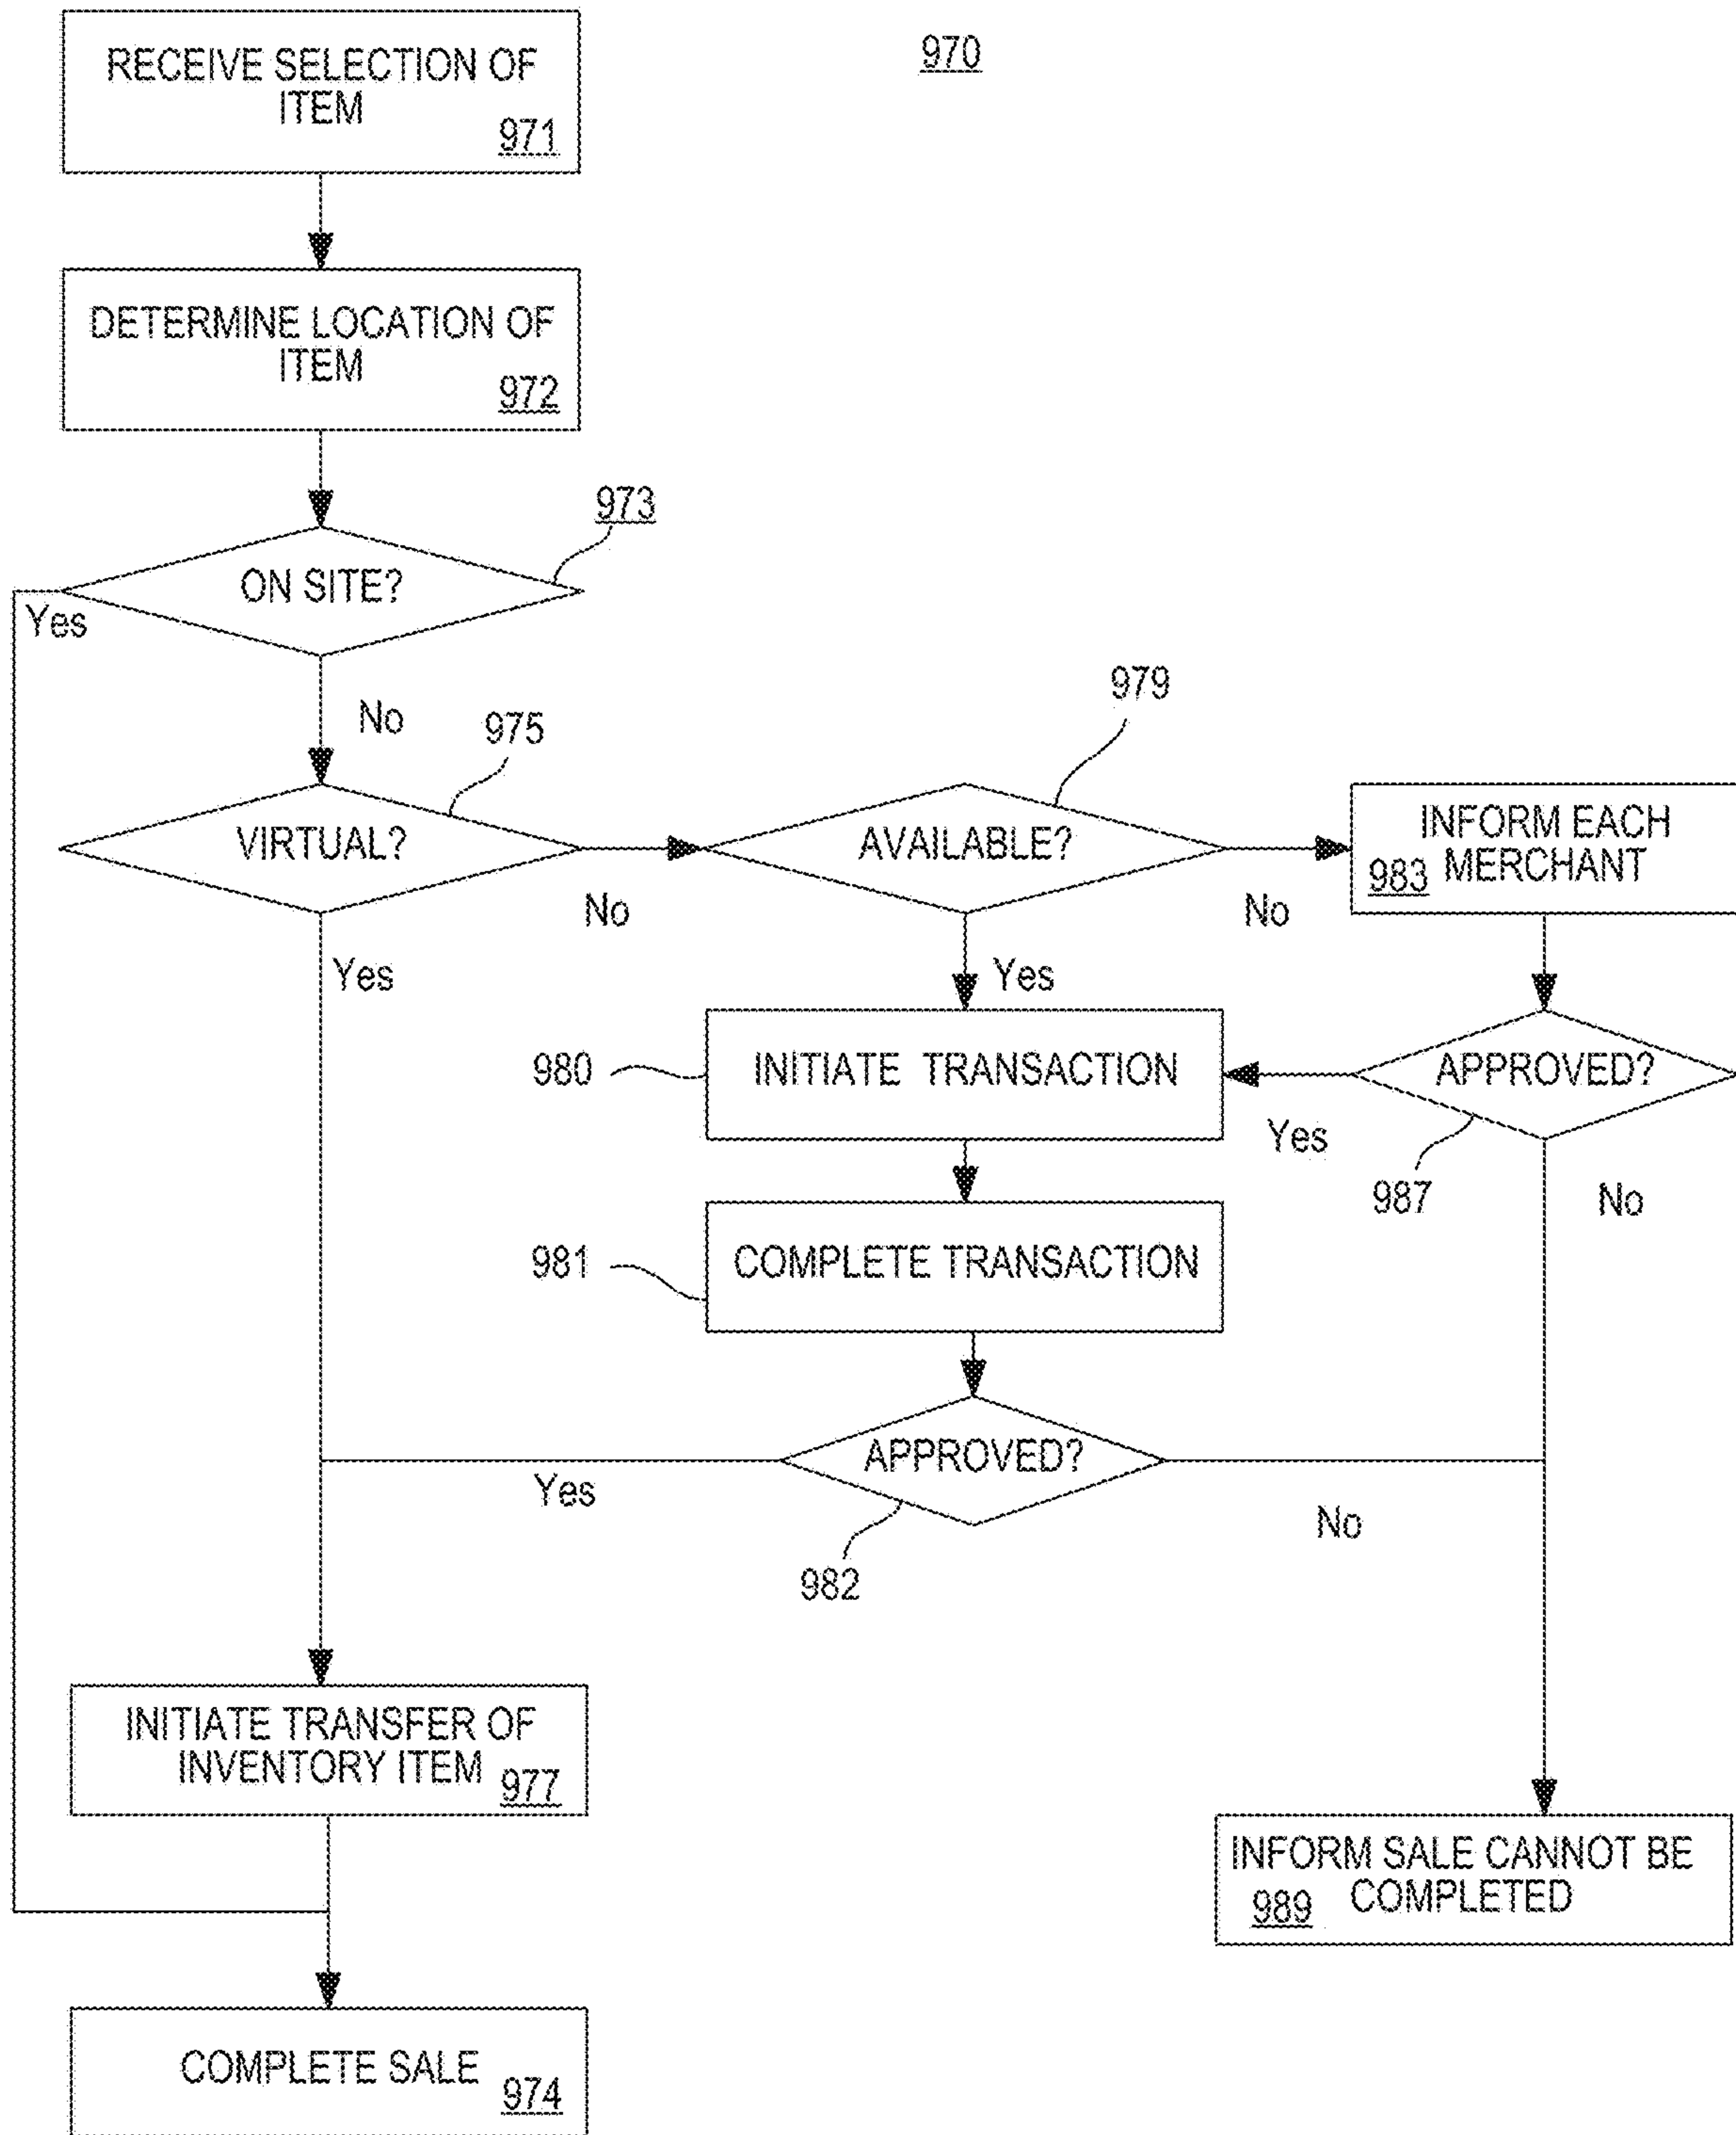 970
RECEIVE SELECTION OF
ITEM
971
DETERMINE LOCATION OF
ITEM
972
973
ON SITE?
Yes
No
975
VIRTUAL?
No
Yes
979
AVAILABLE?
No
Yes
INFORM EACH
983 MERCHANT
980
INITIATE TRANSACTION
APPROVED?
Yes
987
No
981
COMPLETE TRANSACTION
APPROVED?
Yes
No
982
INITIATE TRANSFER OF
INVENTORY ITEM
977
INFORM SALE CANNOT BE
989 COMPLETED
COMPLETE SALE
974